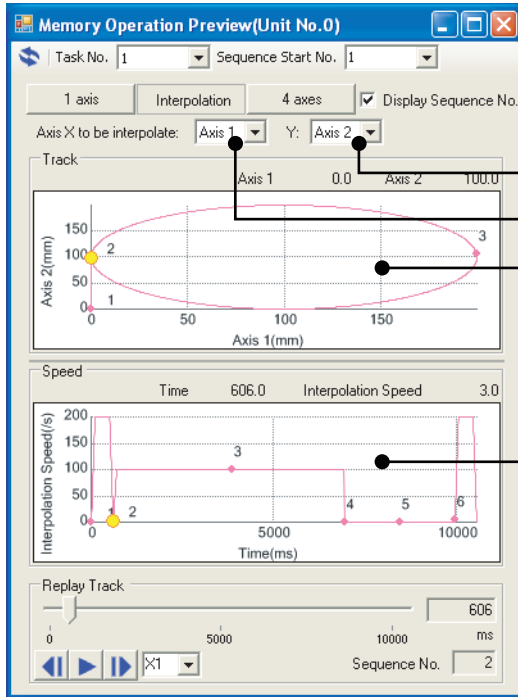 Memory Operation Preview(Unit No.0)
Task No. 1 Sequence Start No. 1
1 axis Interpolation 4 axes Display Sequence No.
Axis X to be interpolate: Axis 1 Y: Axis 2
Track
Axis 1 0.0 Axis 2 100.0
Axis 2(mm)
150
100
50
0
2
1
3
0 50 100 150
Axis 1(mm)
Speed
Time 606.0 Interpolation Speed 3.0
Interpolation Speed(/s)
200
150
100
50
0
1 2 3 4 5 6
0 5000 10000
Time(ms)
Replay Track
606
0 5000 10000 ms
X1 Sequence No. 2